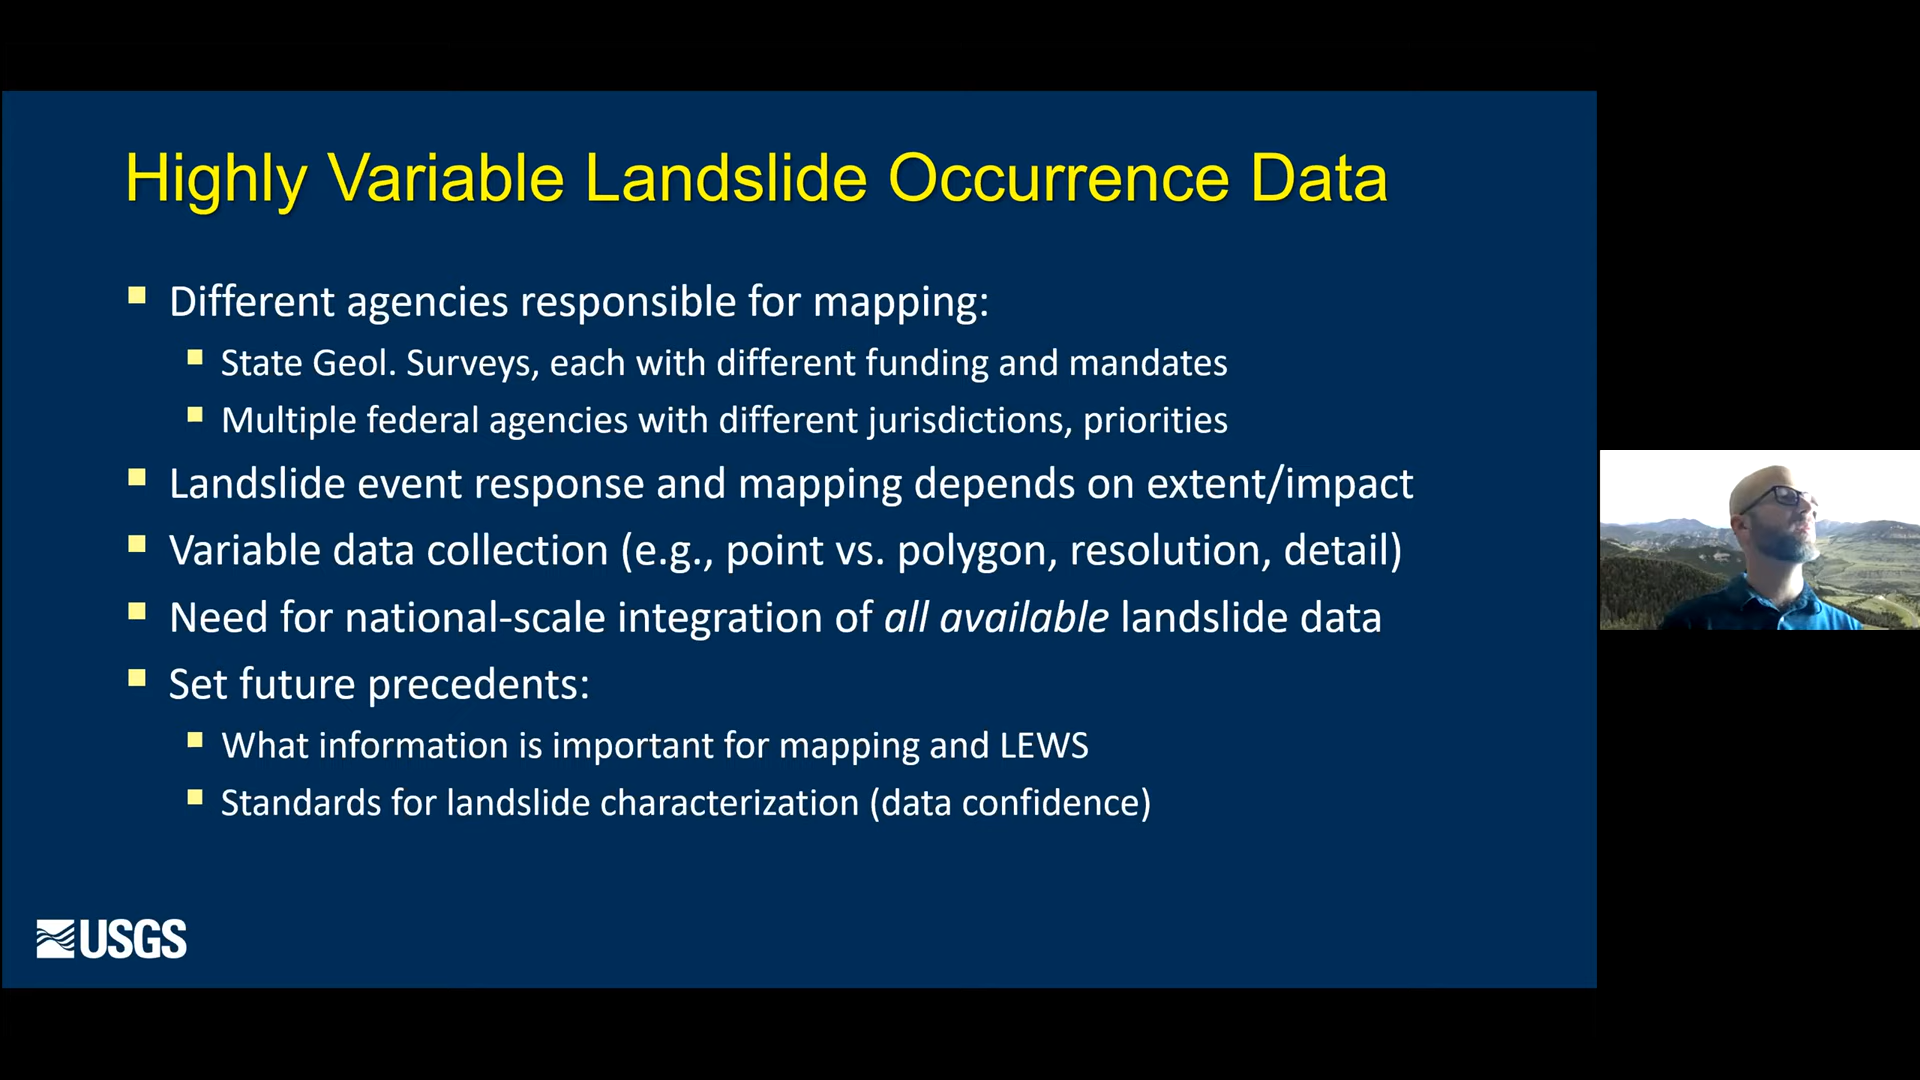 Highly Variable Landslide Occurrence Data
Different agencies responsible for mapping:
State Geol. Surveys, each with different funding and mandates
Multiple federal agencies with different jurisdictions, priorities
Landslide event response and mapping depends on extent/impact
Variable data collection (e.g., point vs. polygon, resolution, detail)
Need for national-scale integration of all available landslide data
Set future precedents:
What information is important for mapping and LEWS
Standards for landslide characterization (data confidence)
USGS